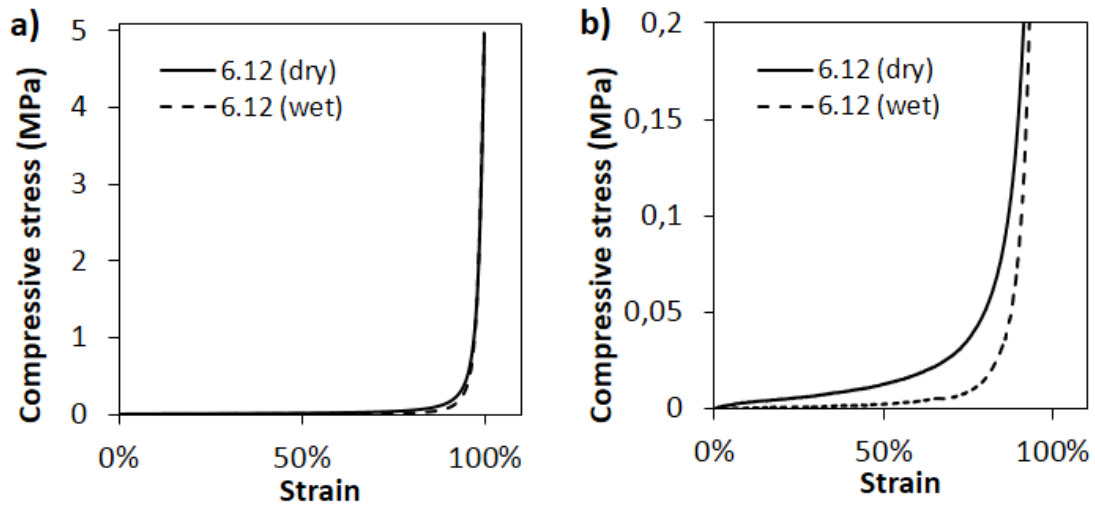 a)
Compressive stress (MPa)
5
4
3
2
1
0
6.12 (dry)
6.12 (wet)
0%
50%
100%
Strain
b)
Compressive stress (MPa)
0,2
0,15
0,1
0,05
0
6.12 (dry)
6.12 (wet)
0%
50%
100%
Strain